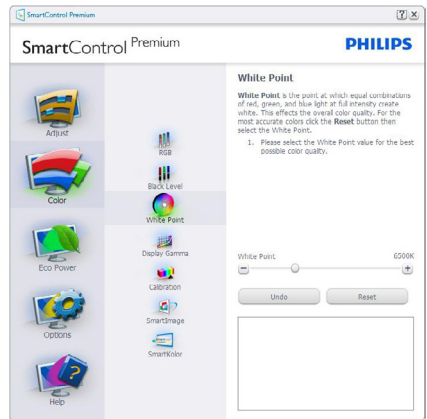 SmartControl Premium
SmartControl Premium
PHILIPS
Adjust
Color
Eco Power
Options
Help
RGB
Black Level
White Point
Display Gamma
Calibration
SmartImage
SmartKolor
White Point
White Point is the point at which equal combinations
of red, green, and blue light at full intensity create
white. This effects the overall color quality. For the
most accurate colors click the Reset button then
select the White Point.
1. Please select the White Point value for the best
possible color quality.
White Point 6500K
Undo Reset